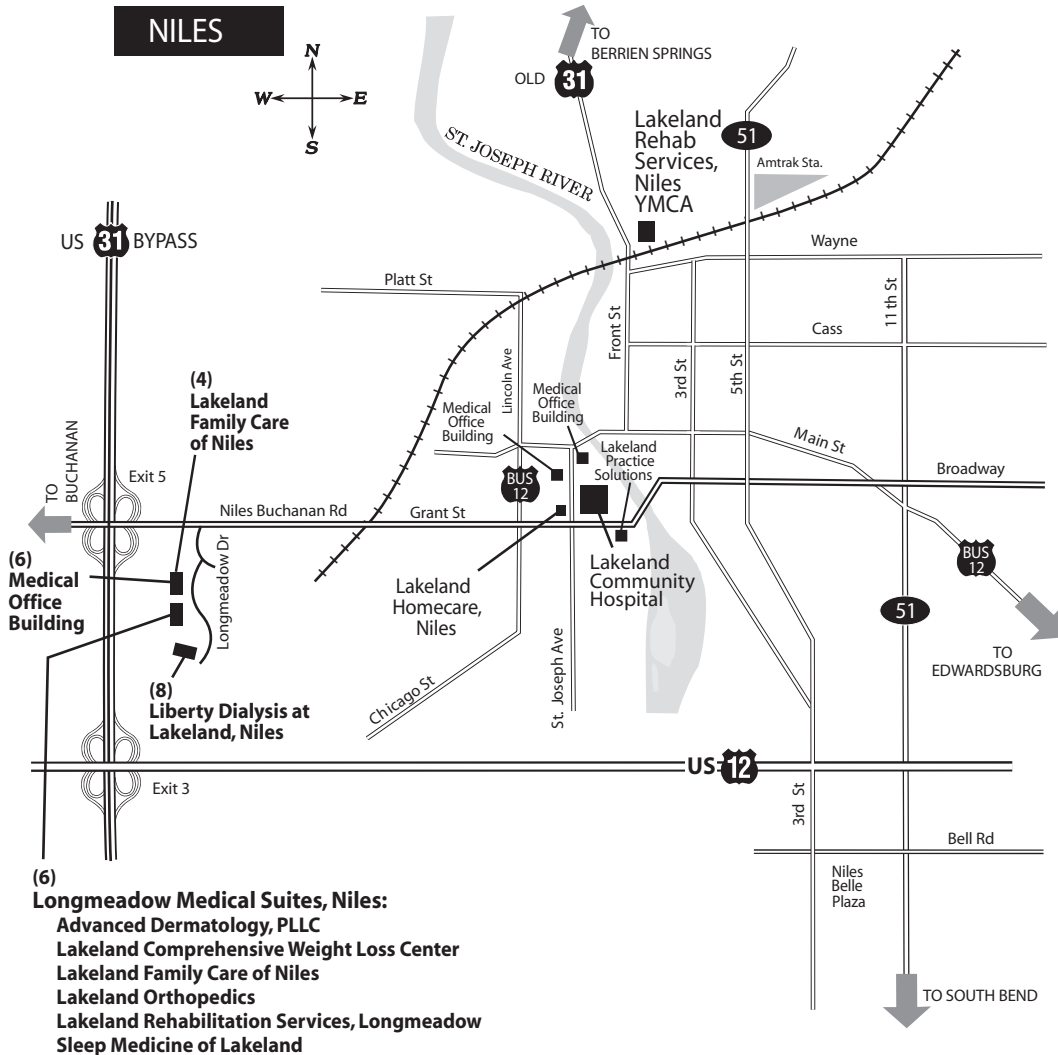 NILES
N
W
E
S
TO
BERRIEN SPRINGS
OLD
31
ST. JOSEPH RIVER
Lakeland
Rehab
Services,
Niles
YMCA
51
Amtrak Sta.
US 31 BYPASS
Wayne
Platt St
11 th St
Front St
Cass
3rd St
5th St
Lincoln Ave
(4)
Lakeland
Family Care
of Niles
Medical
Office
Building
Medical
Office
Building
Lakeland
Practice
Solutions
Main St
Broadway
TO
BUCHANAN
Exit 5
BUS
12
Niles Buchanan Rd
Grant St
Longmeadow Dr
(6)
Medical
Office
Building
Lakeland
Homecare,
Niles
Lakeland
Community
Hospital
BUS
12
51
TO
EDWARDSBURG
(8)
Liberty Dialysis at
Lakeland, Niles
Chicago St
St. Joseph Ave
US 12
Exit 3
3rd St
Bell Rd
Niles
Belle
Plaza
TO SOUTH BEND
(6)
Longmeadow Medical Suites, Niles:
Advanced Dermatology, PLLC
Lakeland Comprehensive Weight Loss Center
Lakeland Family Care of Niles
Lakeland Orthopedics
Lakeland Rehabilitation Services, Longmeadow
Sleep Medicine of Lakeland